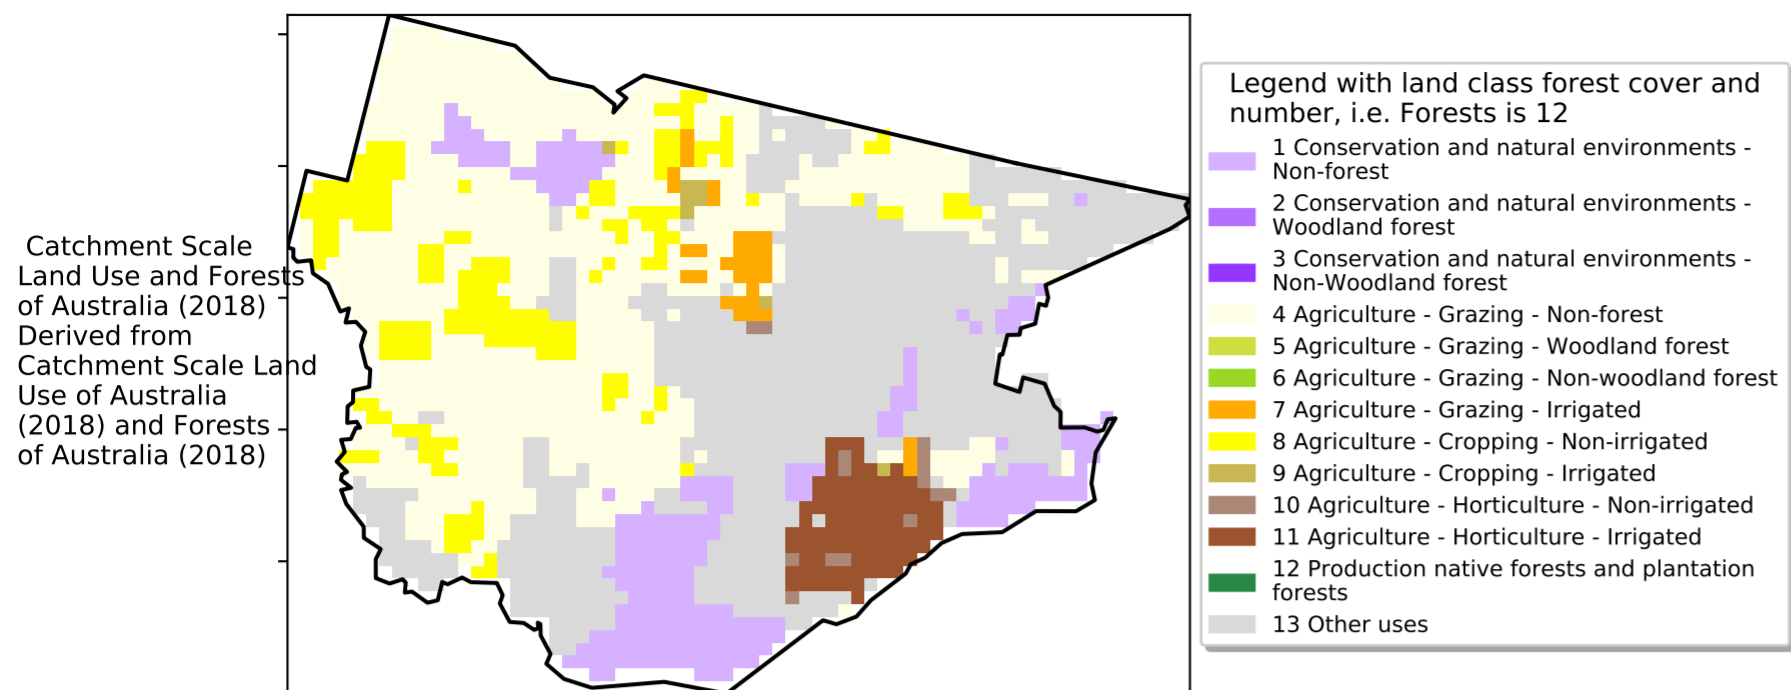 Catchment Scale
Land Use and Forests
of Australia (2018)
Derived from
Catchment Scale Land
Use of Australia
(2018) and Forests
of Australia (2018)
Legend with land class forest cover and
number, i.e. Forests is 12
1 Conservation and natural environments -
Non-forest
2 Conservation and natural environments -
Woodland forest
3 Conservation and natural environments -
Non-Woodland forest
4 Agriculture - Grazing - Non-forest
5 Agriculture - Grazing - Woodland forest
6 Agriculture - Grazing - Non-woodland forest
7 Agriculture - Grazing - Irrigated
8 Agriculture - Cropping - Non-irrigated
9 Agriculture - Cropping - Irrigated
10 Agriculture - Horticulture - Non-irrigated
11 Agriculture - Horticulture - Irrigated
12 Production native forests and plantation
forests
13 Other uses